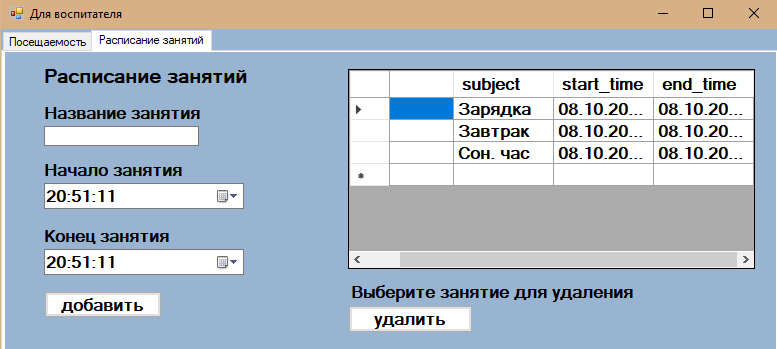 Для воспитателя
Посещаемость Расписание занятий
Расписание занятий
Название занятия
Начало занятия
20:51:11
Конец занятия
20:51:11
добавить
subject start_time end_time
Зарядка 08.10.20... 08.10.20...
Завтрак 08.10.20... 08.10.20...
Сон. час 08.10.20... 08.10.20...
Выберите занятие для удаления
удалить